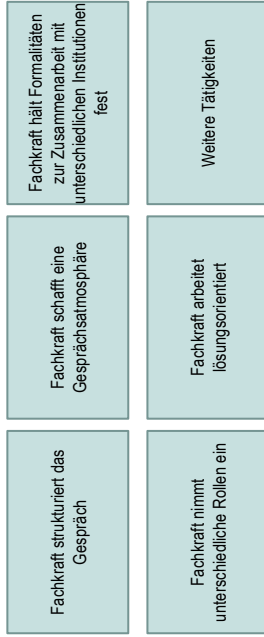 Fachkraft strukturiert das
Gespräch
Fachkraft schafft eine
Gesprächsatmosphäre
Fachkraft hält Formalitäten
zur Zusammenarbeit mit
unterschiedlichen Institutionen
fest
Fachkraft nimmt
unterschiedliche Rollen ein
Fachkraft arbeitet
lösungsorientiert
Weitere Tätigkeiten